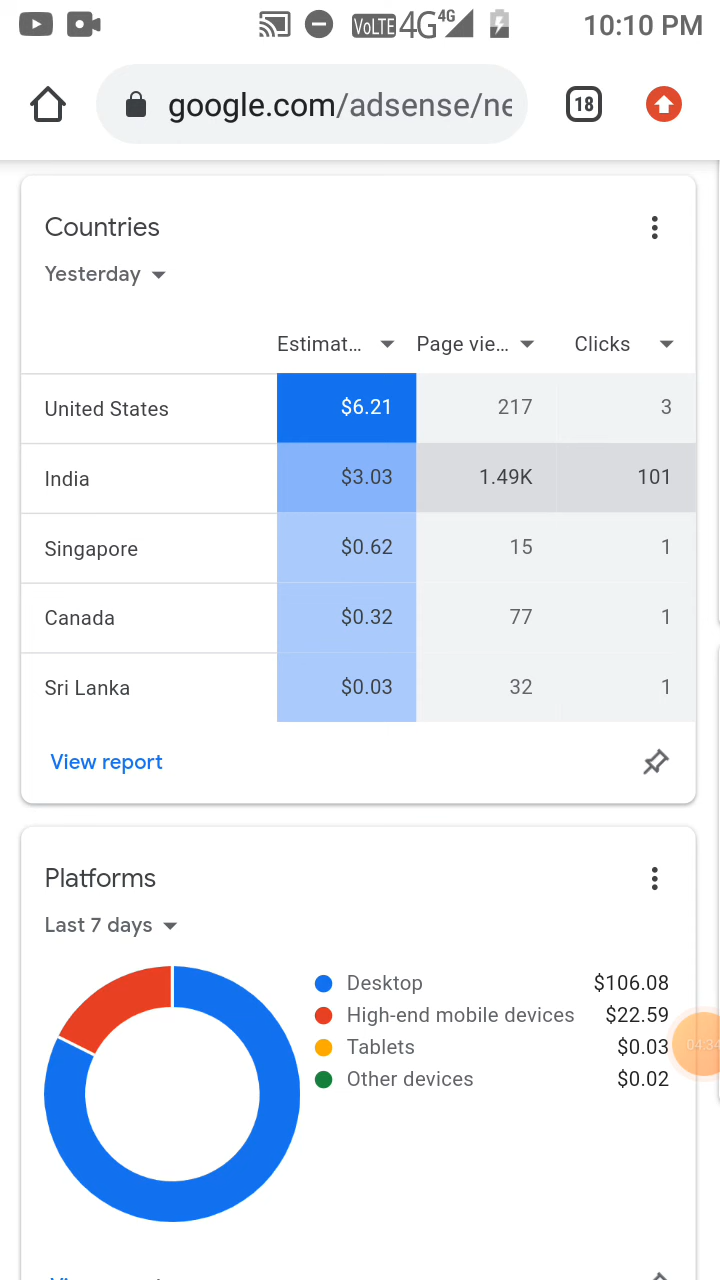 VoLTE 4G 4G 10:10 PM
google.com/adsense/ne 18
Countries
Yesterday
Estimat... Page vie... Clicks
United States $6.21 217 3
India $3.03 1.49K 101
Singapore $0.62 15 1
Canada $0.32 77 1
Sri Lanka $0.03 32 1
View report
Platforms
Last 7 days
Desktop $106.08
High-end mobile devices $22.59
Tablets $0.03
Other devices $0.02